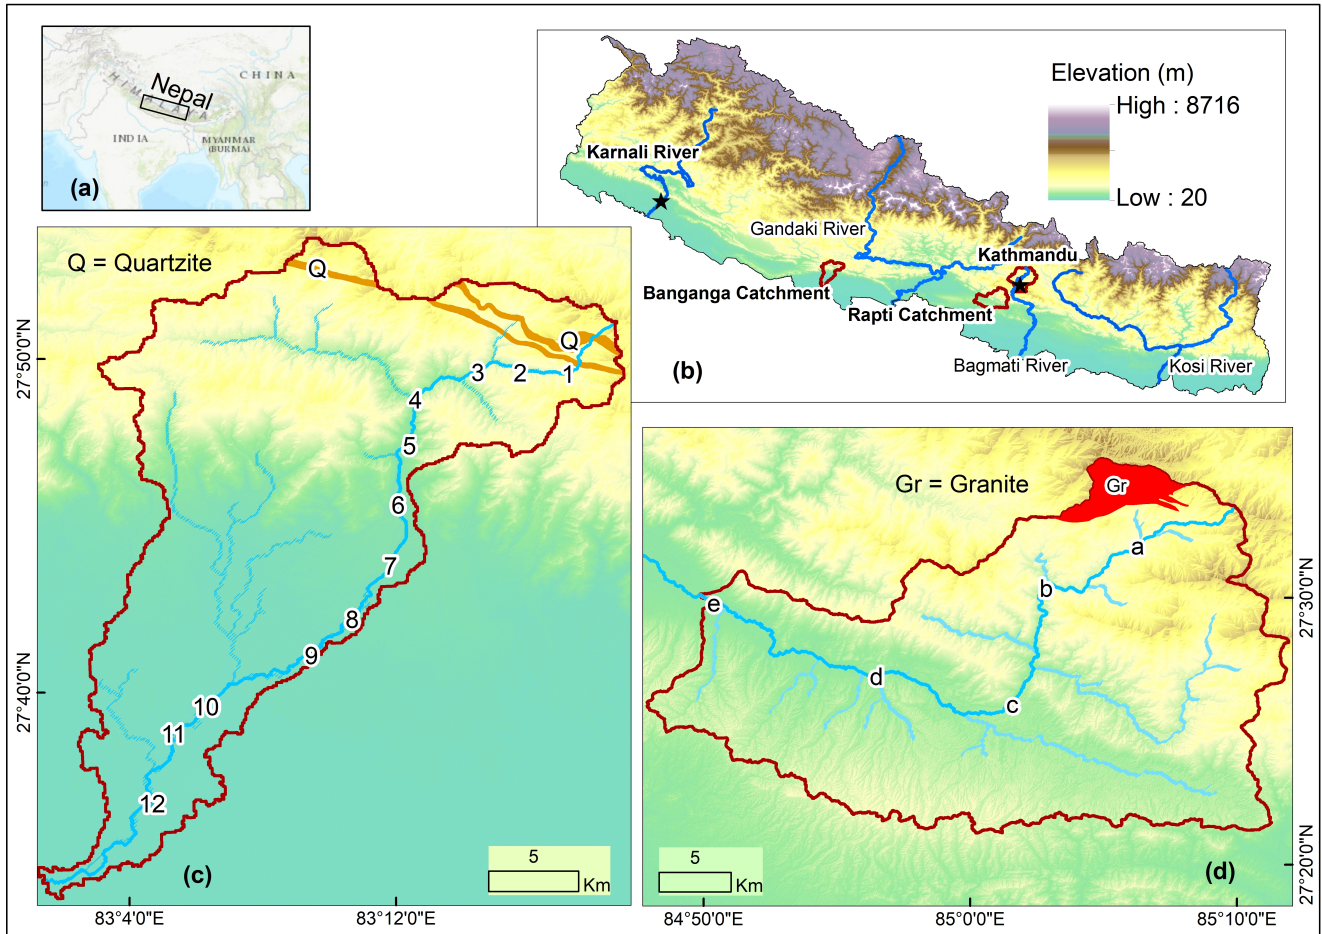 Nepal
CHINA
HIMALAYA
INDIA
MYANMAR
(BURMA)
(a)
Elevation (m)
High : 8716
Low : 20
Karnali River
Gandaki River
Kathmandu
Banganga Catchment
Rapti Catchment
Bagmati River
Kosi River
(b)
Q = Quartzite
Q
Q
1
2
3
4
5
6
7
8
9
10
11
12
27°50'0"N
27°40'0"N
83°4'0"E
83°12'0"E
5
Km
(c)
Gr = Granite
Gr
a
b
c
d
e
27°30'0"N
27°20'0"N
84°50'0"E
85°0'0"E
85°10'0"E
5
Km
(d)